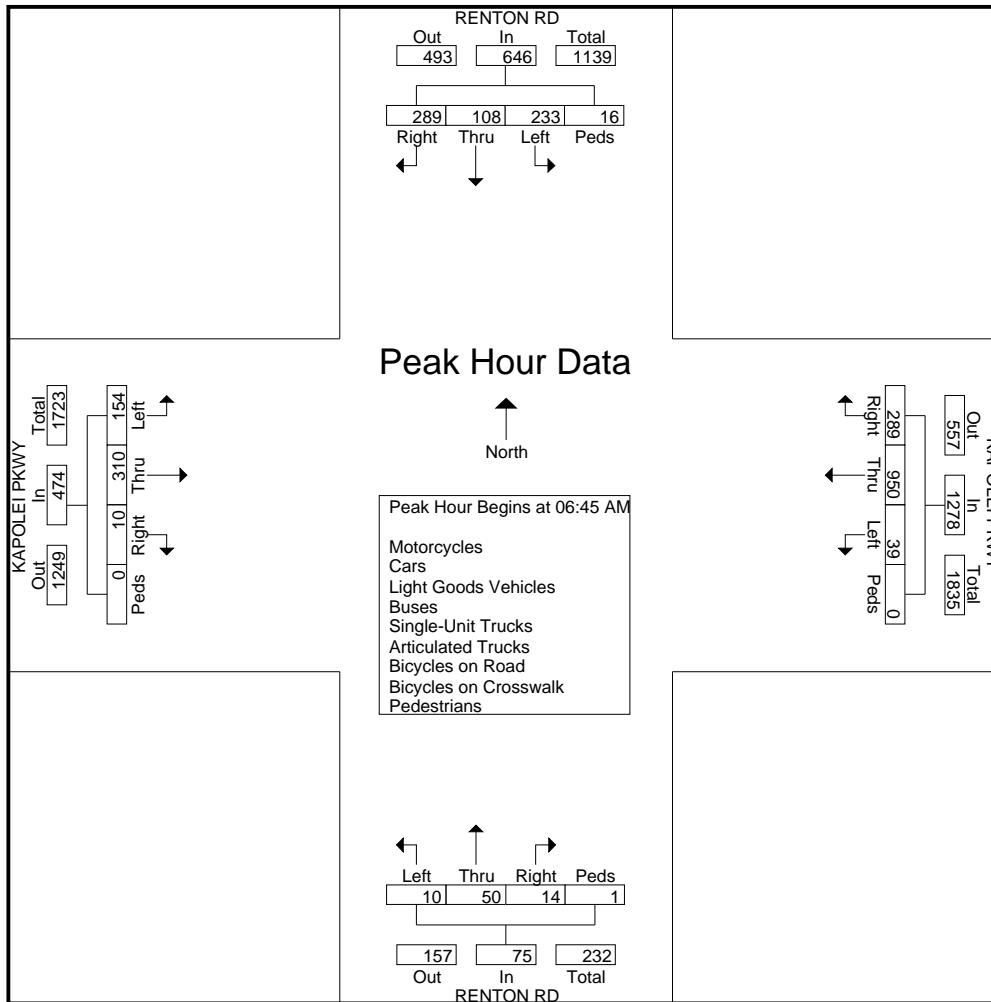 RENTON RD
Out In Total
493 646 1139
289 108 233 16
Right Thru Left Peds
Peak Hour Data
North
Peak Hour Begins at 06:45 AM
Motorcycles
Cars
Light Goods Vehicles
Buses
Single-Unit Trucks
Articulated Trucks
Bicycles on Road
Bicycles on Crosswalk
Pedestrians
KAPOLEI PKWY
Out In Total
1249 474 1723
0 10 310 154
Peds Right Thru Left
KAPOLEI PKWY
Out In Total
557 1278 1835
289 950 39 0
Right Thru Left Peds
Left Thru Right Peds
10 50 14 1
157 75 232
Out In Total
RENTON RD